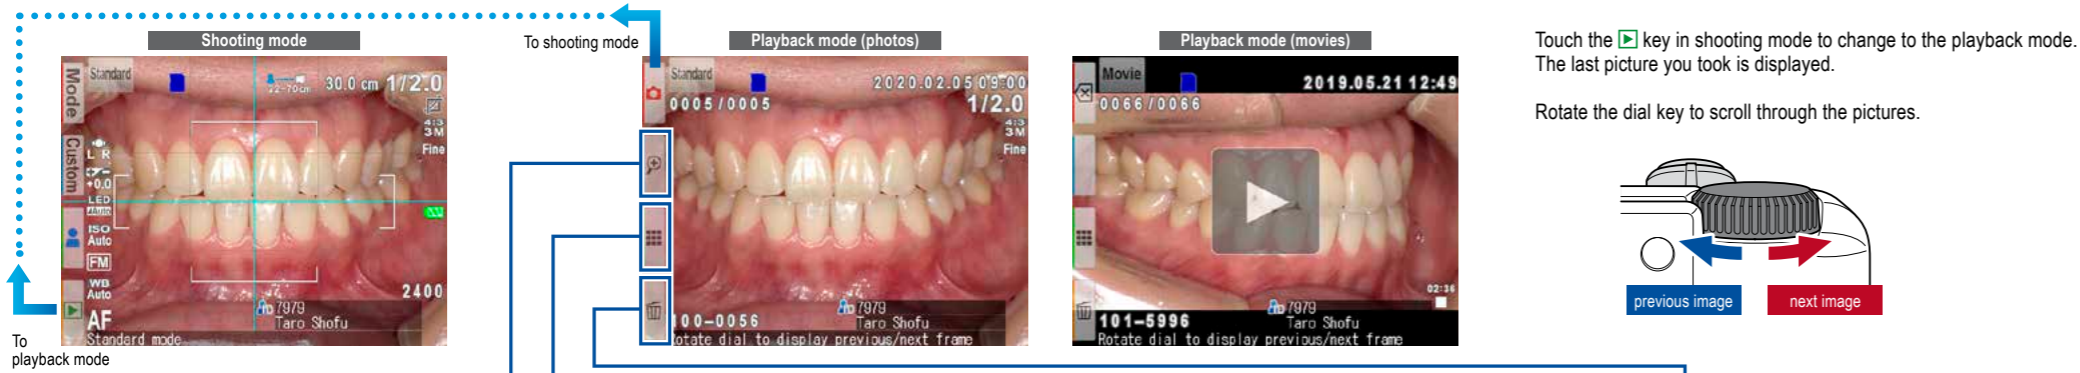 Shooting mode
Mode
Standard
22-70cm
30.0 cm
1/2.0
4:3
3M
Fine
Custom
L R
+0.0
LED
Auto
ISO
Auto
FM
WB
Auto
2400
AF
ID 7979
Taro Shofu
Standard mode
To
playback mode
To shooting mode
Playback mode (photos)
Standard
2020.02.05 09:00
0005/0005
1/2.0
4:3
3M
Fine
ID 7979
100-0056
Taro Shofu
Rotate dial to display previous/next frame
Playback mode (movies)
Movie
2019.05.21 12:49
0066/0066
02:36
ID 7979
101-5996
Taro Shofu
Rotate dial to display previous/next frame
Touch the key in shooting mode to change to the playback mode.
The last picture you took is displayed.
Rotate the dial key to scroll through the pictures.
previous image
next image